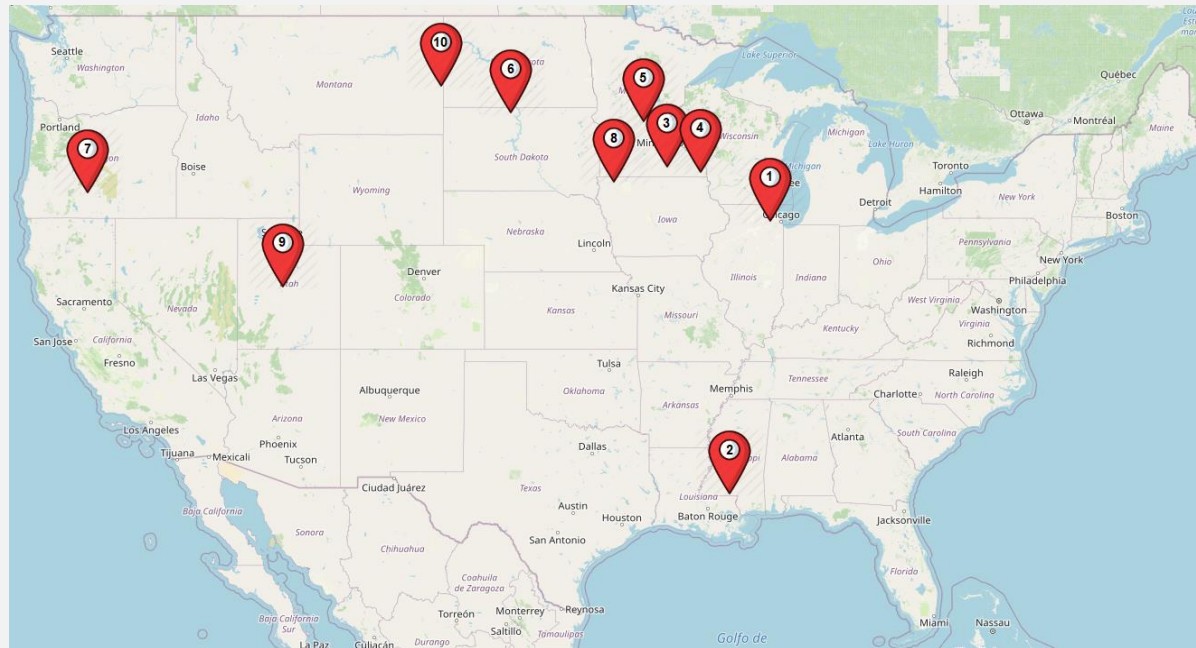 10
6
5
3
4
8
1
7
9
2
Seattle
Washington
Montana
Lake Superior
Québec
Ottawa
Montréal
Maine
Portland
Idaho
Wisconsin
Michigan
Lake Huron
Toronto
Boise
South Dakota
Michigan
Hamilton
New York
Wyoming
Detroit
Boston
Iowa
Chicago
Nebraska
Pennsylvania
Lincoln
Ohio
New York
Denver
Illinois
Indiana
Philadelphia
Sacramento
Nevada
Colorado
Kansas City
West Virginia
Washington
Kansas
Missouri
Virginia
San Jose
California
Kentucky
Richmond
Fresno
Tulsa
Las Vegas
Tennessee
Raleigh
Albuquerque
Oklahoma
Memphis
Charlotte
North Carolina
Arkansas
New Mexico
Los Angeles
Arizona
South Carolina
Phoenix
Atlanta
Tijuana
Mexicali
Tucson
Dallas
Alabama
Ciudad Juárez
Texas
Louisiana
Baja California
Austin
Baton Rouge
Houston
Jacksonville
Sonora
San Antonio
Chihuahua
Florida
Coahuila
de Zaragoza
Baja California
Sur
Torreón
Monterrey
Reynosa
Miami
Nassau
Saltillo
Tamaulipas
Durango
Golfo de
La Paz
Culiacán